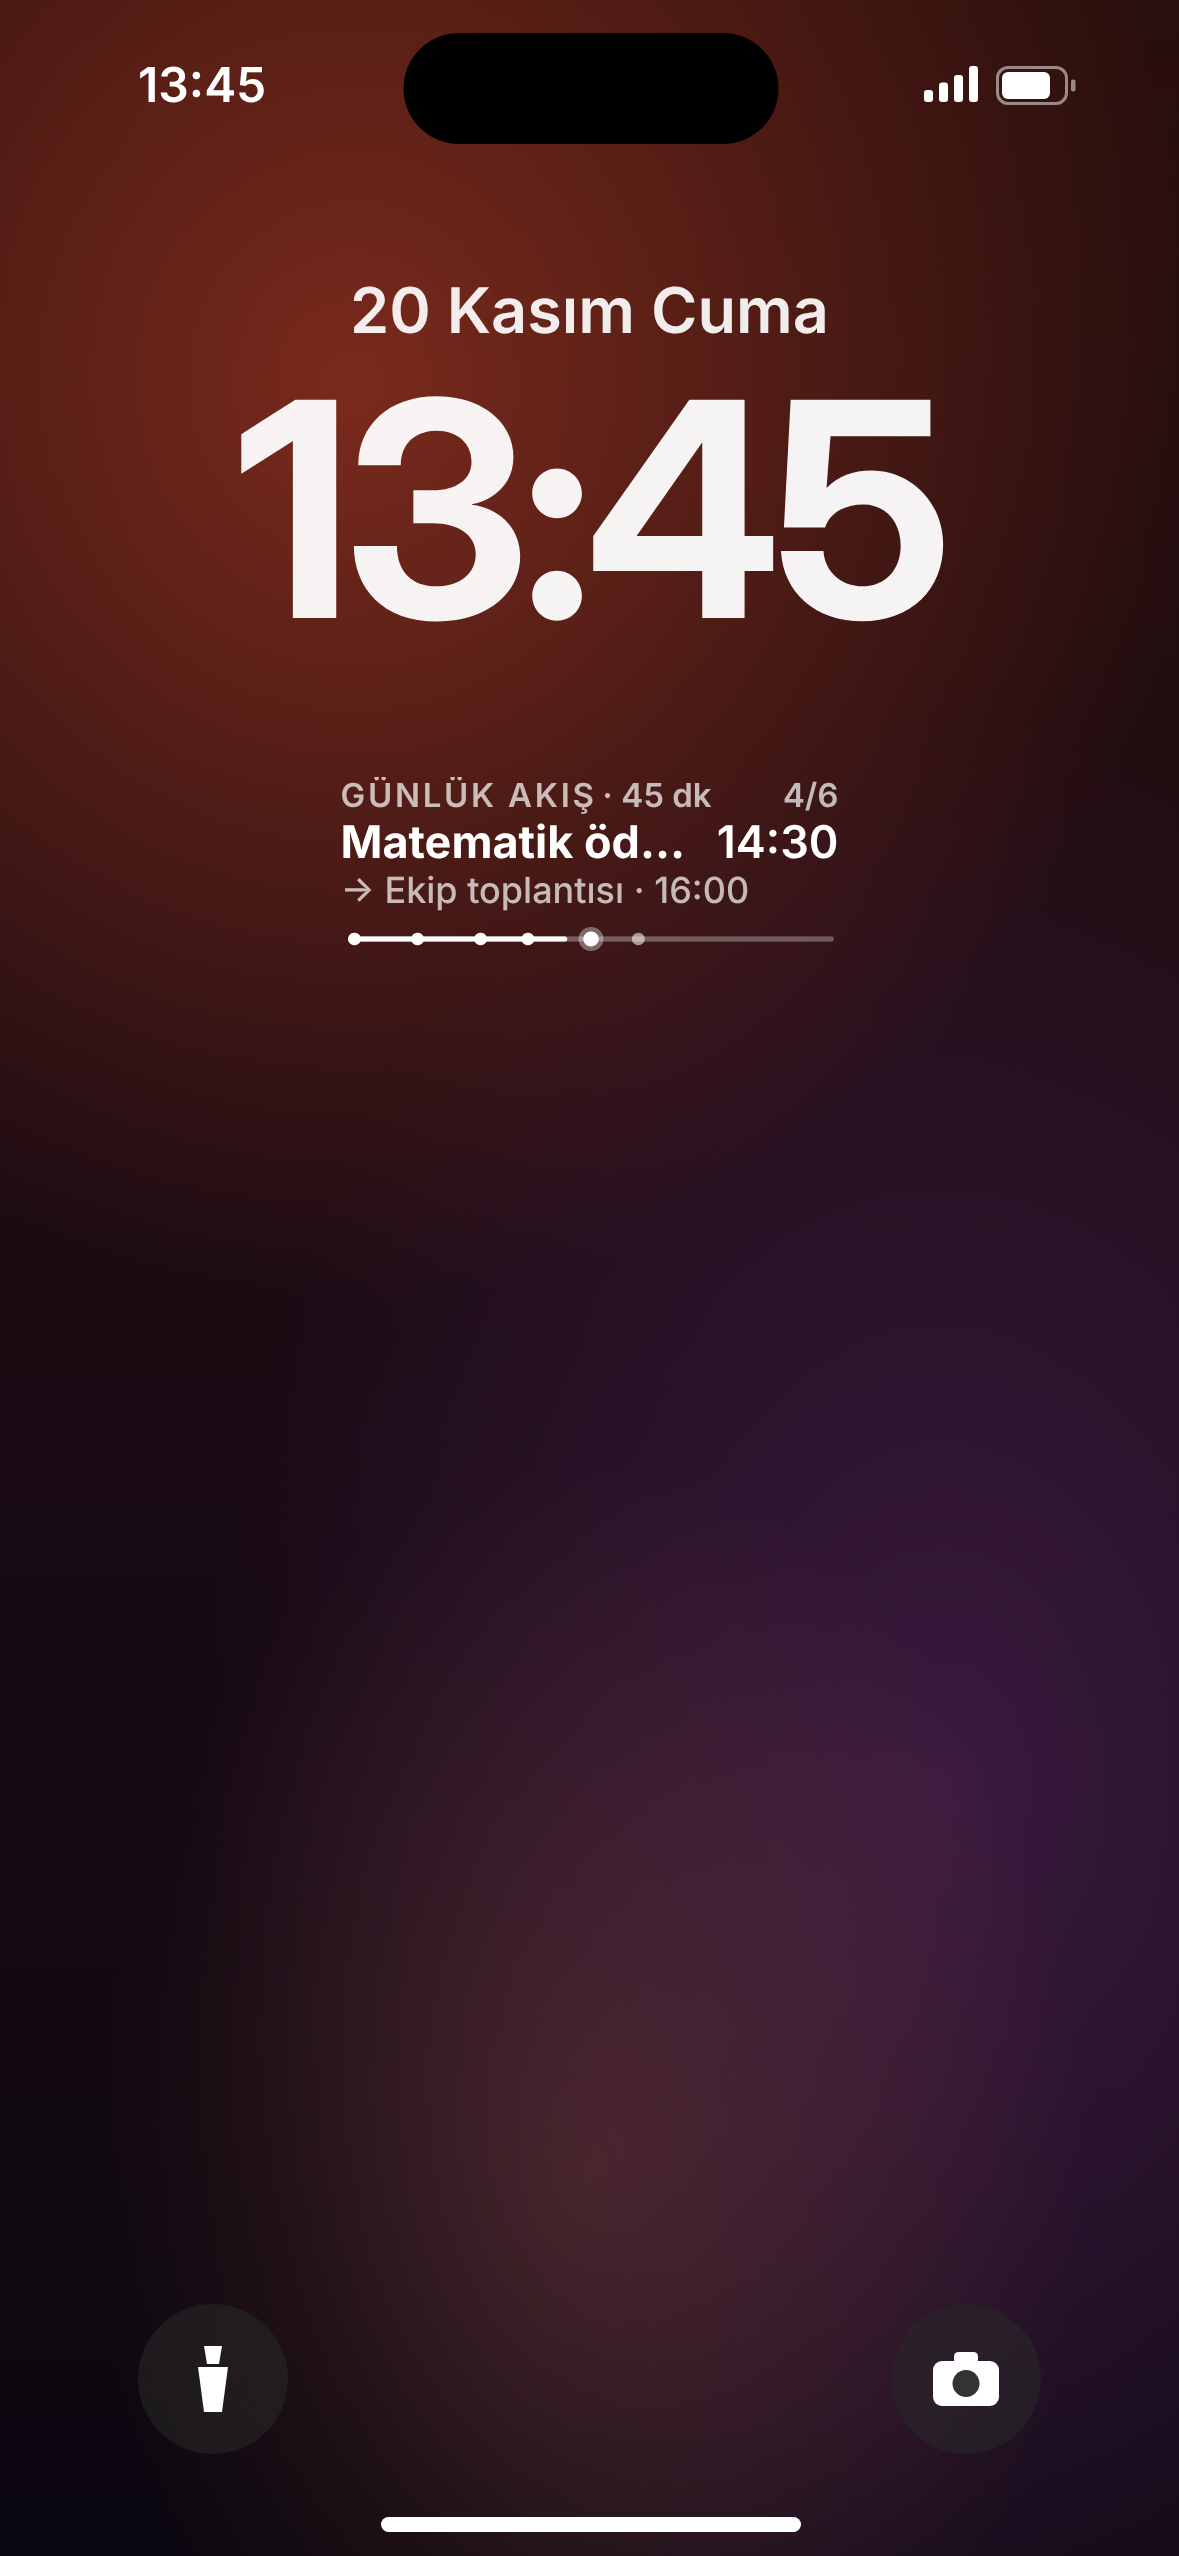 13:45
20 Kasım Cuma
13:45
GÜNLÜK AKIŞ · 45 dk 4/6
Matematik öd... 14:30
→ Ekip toplantısı · 16:00